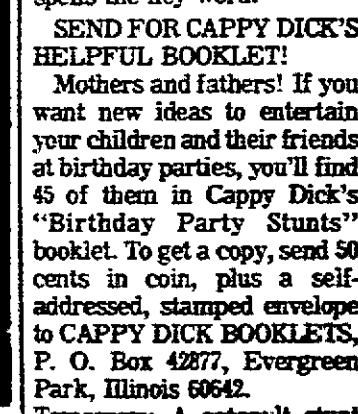 spells the key word.
SEND FOR CAPPY DICK'S
HELPFUL BOOKLET!
Mothers and fathers! If you
want new ideas to entertain
your children and their friends
at birthday parties, you'll find
45 of them in Cappy Dick's
"Birthday Party Stunts"
booklet. To get a copy, send 50
cents in coin, plus a self-
addressed, stamped envelope
to CAPPY DICK BOOKLETS,
P. O. Box 42877, Evergreen
Park, Illinois 60642.
Tomorrow: A catapult